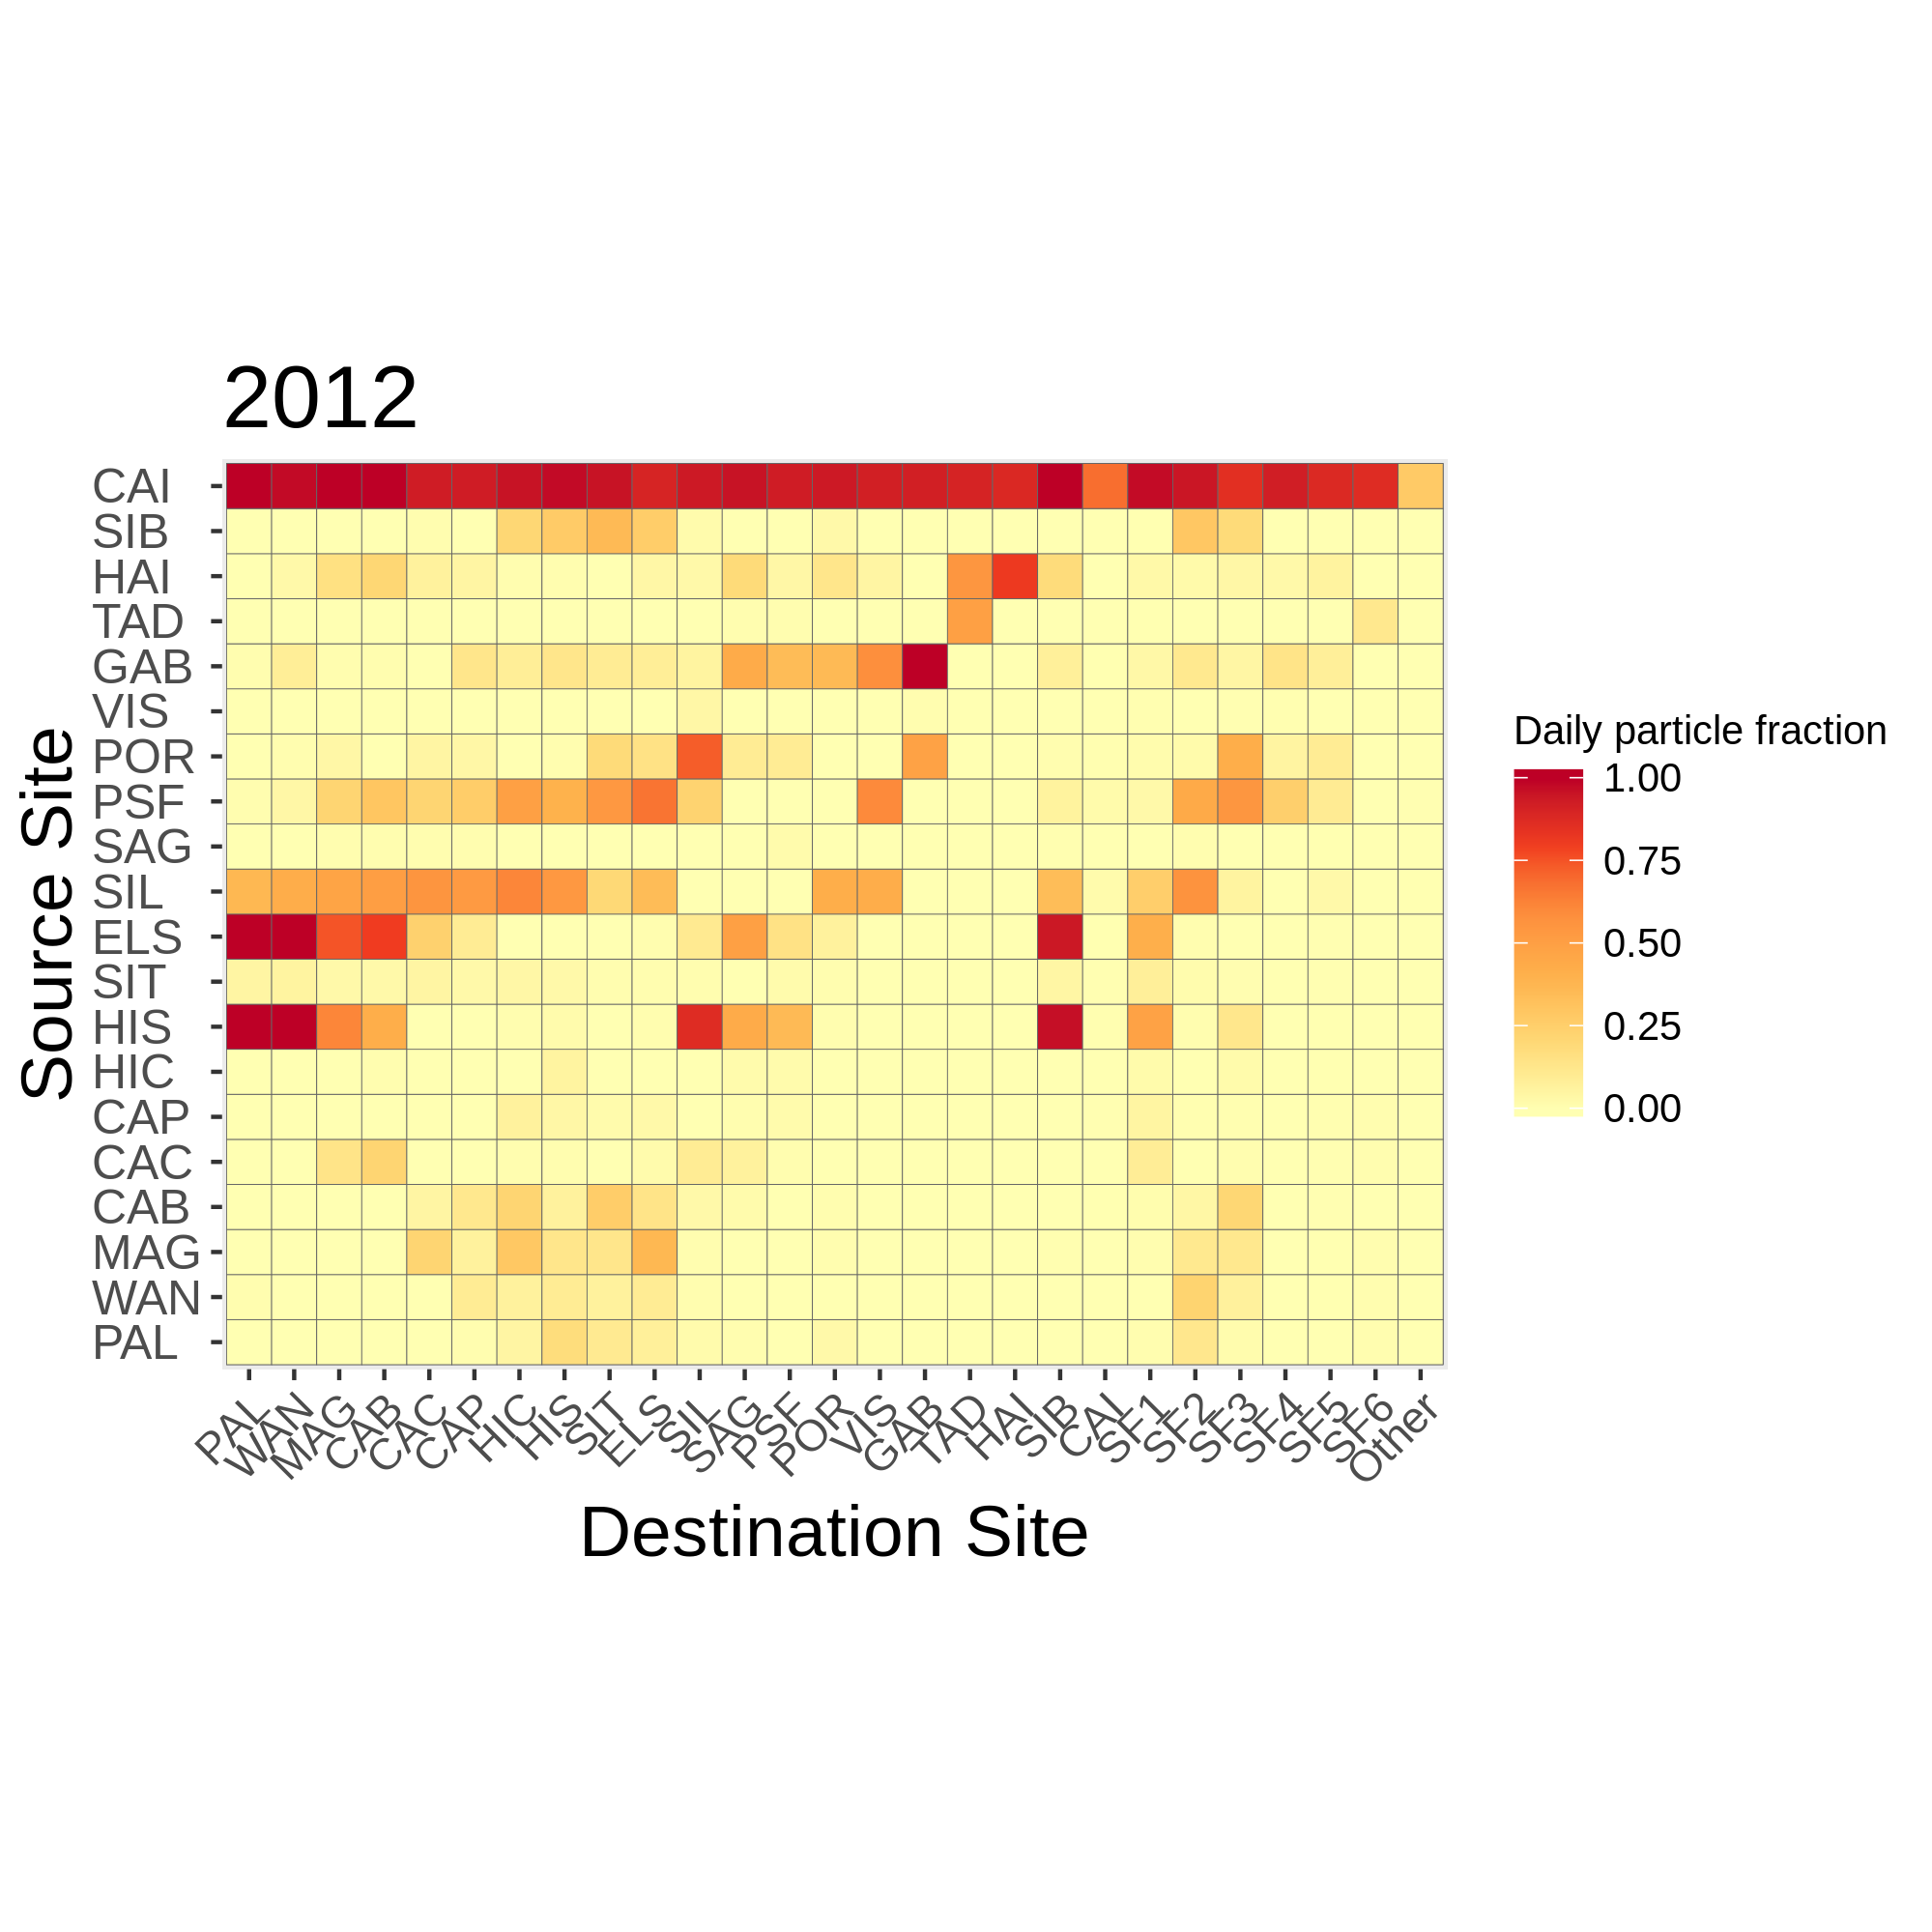 2012
CAI
SIB
HAI
TAD
GAB
VIS
POR
PSF
SAG
SIL
ELS
SIT
HIS
HIC
CAP
CAC
CAB
MAG
WAN
PAL
Source Site
PAL
WAN
MAG
CAB
CAC
CAP
HIC
HIS
SIT
ELS
SIL
SAG
PSF
POR
VIS
GAB
TAD
HAI
SIB
CAI
SF1
SF2
SF3
SF4
SF5
SF6
Other
Destination Site
Daily particle fraction
1.00
0.75
0.50
0.25
0.00